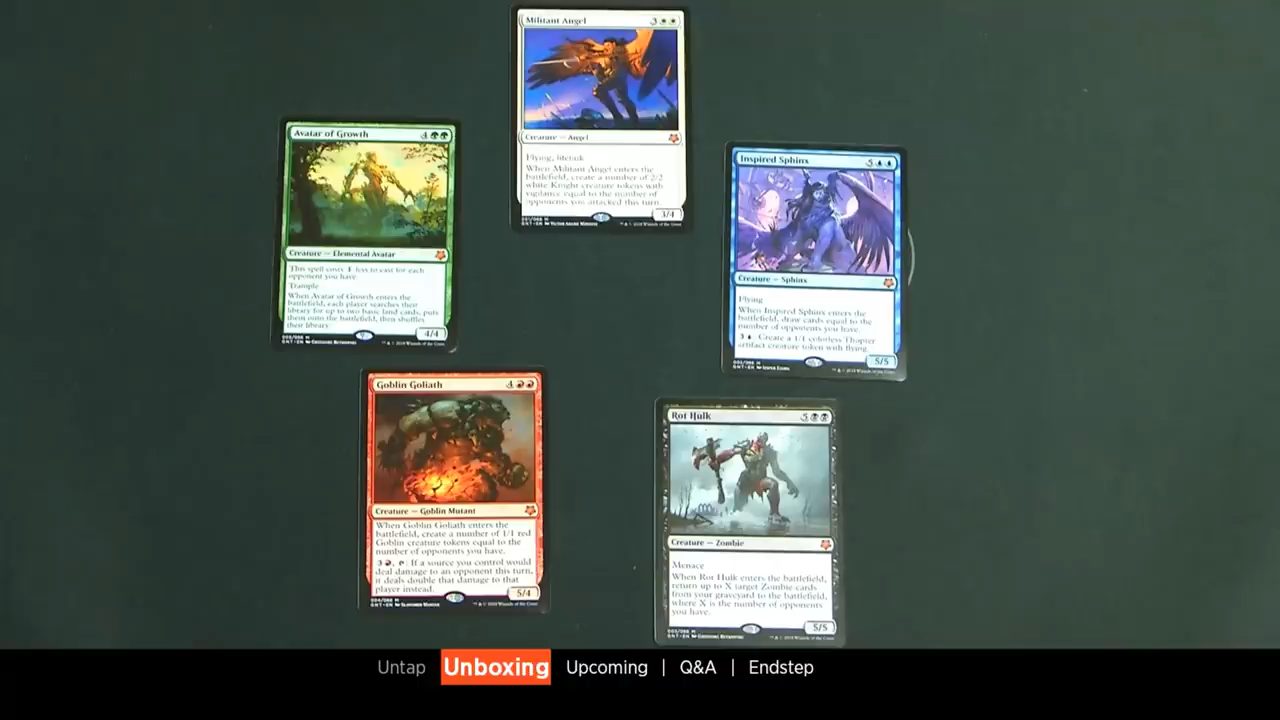 Militant Angel 3
Creature — Angel
Flying, lifelink
When Militant Angel enters the
battlefield, create a number of 2/2
white Knight creature tokens with
vigilance equal to the number of
opponents you attacked this turn.
3/4
Avatar of Growth 4
Creature — Elemental Avatar
This spell costs 1 less to cast for each
opponent you have.
Trample
When Avatar of Growth enters the
battlefield, each player searches their
library for up to two basic land cards, puts
them onto the battlefield, then shuffles
their library.
4/4
Inspired Sphinx 5
Creature — Sphinx
Flying
When Inspired Sphinx enters the
battlefield, draw cards equal to the
number of opponents you have.
3 : Create a 1/1 colorless Thopter
artifact creature token with flying.
5/5
Goblin Goliath 4
Creature — Goblin Mutant
When Goblin Goliath enters the
battlefield, create a number of 1/1 red
Goblin creature tokens equal to the
number of opponents you have.
3 , : If a source you control would
deal damage to an opponent this turn,
it deals double that damage to that
player instead.
5/4
Rot Hulk 5
Creature — Zombie
Menace
When Rot Hulk enters the battlefield,
return up to X target Zombie cards
from your graveyard to the battlefield,
where X is the number of opponents
you have.
5/5
Untap Unboxing Upcoming | Q&A | Endstep